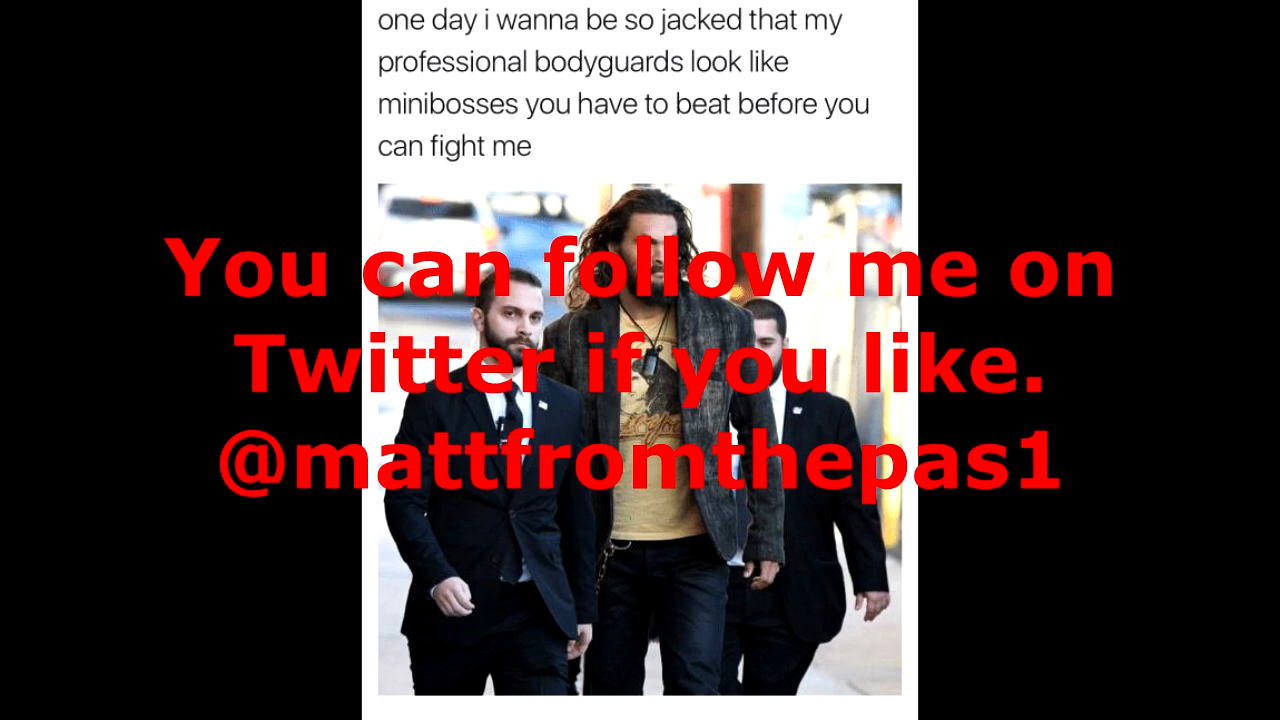 one day i wanna be so jacked that my
professional bodyguards look like
minibosses you have to beat before you
can fight me
You can follow me on
Twitter if you like.
@mattfromthepas1